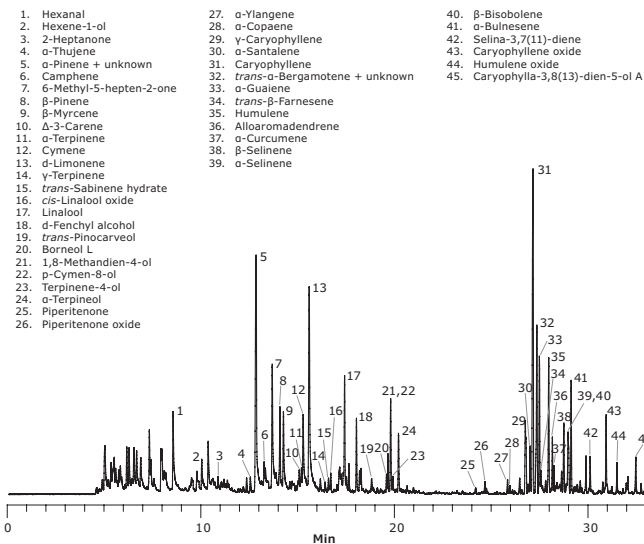 1. Hexanal
2. Hexene-1-ol
3. 2-Heptanone
4. α-Thujene
5. α-Pinene + unknown
6. Camphene
7. 6-Methyl-5-hepten-2-one
8. β-Pinene
9. β-Myrcene
10. Δ-3-Carene
11. α-Terpinene
12. Cymene
13. d-Limonene
14. γ-Terpinene
15. trans-Sabinene hydrate
16. cis-Linalool oxide
17. Linalool
18. d-Fenchyl alcohol
19. trans-Pinocarveol
20. Borneol L
21. 1,8-Methandien-4-ol
22. p-Cymen-8-ol
23. Terpinene-4-ol
24. α-Terpineol
25. Piperitenone
26. Piperitenone oxide
27. α-Ylangene
28. α-Copaene
29. γ-Caryophyllene
30. α-Santalene
31. Caryophyllene
32. trans-α-Bergamotene + unknown
33. α-Guaiene
34. trans-β-Farnesene
35. Humulene
36. Alloaromadendrene
37. α-Curcumene
38. β-Selinene
39. α-Selinene
40. β-Bisobolene
41. α-Bulnesene
42. Selina-3,7(11)-diene
43. Caryophyllene oxide
44. Humulene oxide
45. Caryophylla-3,8(13)-dien-5-ol A
1
2
3
4
5
6
7
8
9
10
11
12
13
14
15
16
17
18
19
20
21,22
23
24
25
26
27
28
29
30
31
32
33
35
34
36
37
38
39,40
41
42
43
44
0
10
20
30
Min